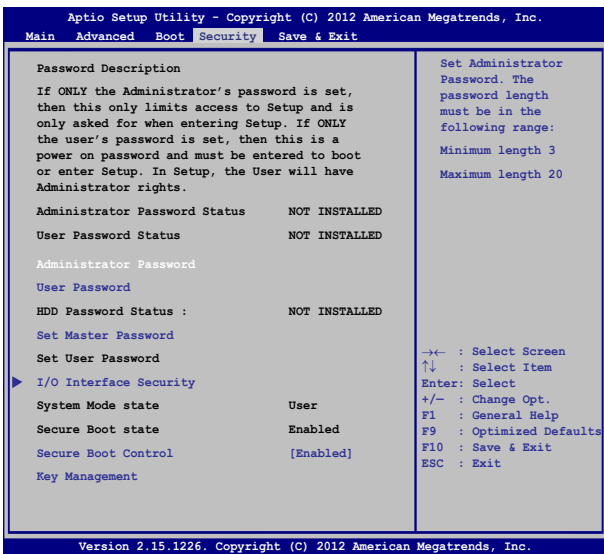 Aptio Setup Utility - Copyright (C) 2012 American Megatrends, Inc.
Main Advanced Boot Security Save & Exit
Password Description
If ONLY the Administrator's password is set,
then this only limits access to Setup and is
only asked for when entering Setup. If ONLY
the user's password is set, then this is a
power on password and must be entered to boot
or enter Setup. In Setup, the User will have
Administrator rights.
Administrator Password Status NOT INSTALLED
User Password Status NOT INSTALLED
Administrator Password
User Password
HDD Password Status : NOT INSTALLED
Set Master Password
Set User Password
I/O Interface Security
System Mode state User
Secure Boot state Enabled
Secure Boot Control [Enabled]
Key Management
Set Administrator
Password. The
password length
must be in the
following range:
Minimum length 3
Maximum length 20
→← : Select Screen
↑↓ : Select Item
Enter: Select
+/— : Change Opt.
F1 : General Help
F9 : Optimized Defaults
F10 : Save & Exit
ESC : Exit
Version 2.15.1226. Copyright (C) 2012 American Megatrends, Inc.